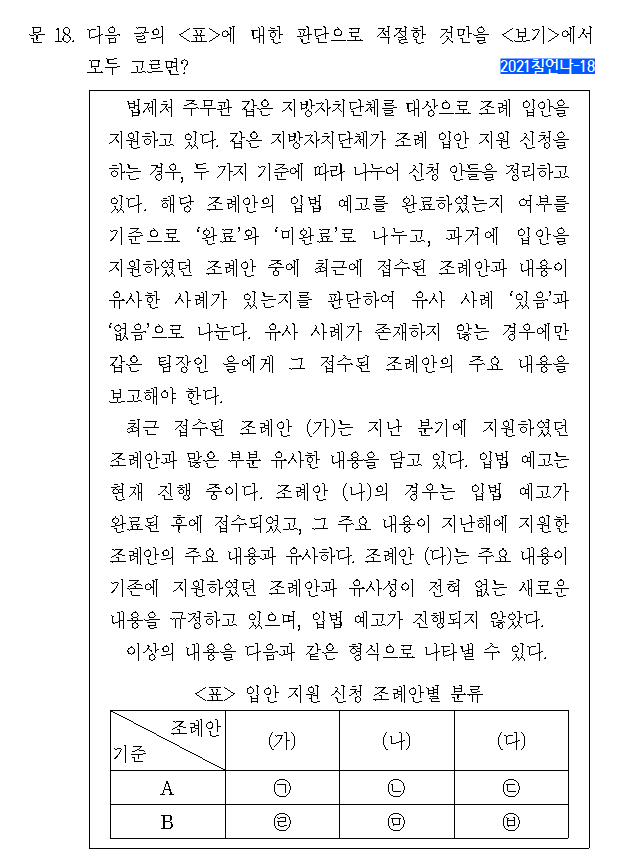 문 18. 다음 글의 <표>에 대한 판단으로 적절한 것만을 <보기>에서
모두 고르면?
2021칠언나-18
법제처 주무관 갑은 지방자치단체를 대상으로 조례 입안을
지원하고 있다. 갑은 지방자치단체가 조례 입안 지원 신청을
하는 경우, 두 가지 기준에 따라 나누어 신청 안들을 정리하고
있다. 해당 조례안의 입법 예고를 완료하였는지 여부를
기준으로 ‘완료’와 ‘미완료’로 나누고, 과거에 입안을
지원하였던 조례안 중에 최근에 접수된 조례안과 내용이
유사한 사례가 있는지를 판단하여 유사 사례 ‘있음’과
‘없음’으로 나눈다. 유사 사례가 존재하지 않는 경우에만
갑은 팀장인 을에게 그 접수된 조례안의 주요 내용을
보고해야 한다.
최근 접수된 조례안 (가)는 지난 분기에 지원하였던
조례안과 많은 부분 유사한 내용을 담고 있다. 입법 예고는
현재 진행 중이다. 조례안 (나)의 경우는 입법 예고가
완료된 후에 접수되었고, 그 주요 내용이 지난해에 지원한
조례안의 주요 내용과 유사하다. 조례안 (다)는 주요 내용이
기존에 지원하였던 조례안과 유사성이 전혀 없는 새로운
내용을 규정하고 있으며, 입법 예고가 진행되지 않았다.
이상의 내용을 다음과 같은 형식으로 나타낼 수 있다.
<표> 입안 지원 신청 조례안별 분류
조례안 기준 (가) (나) (다)
A ㉠ ㉡ ㉢
B ㉣ ㉤ ㉥